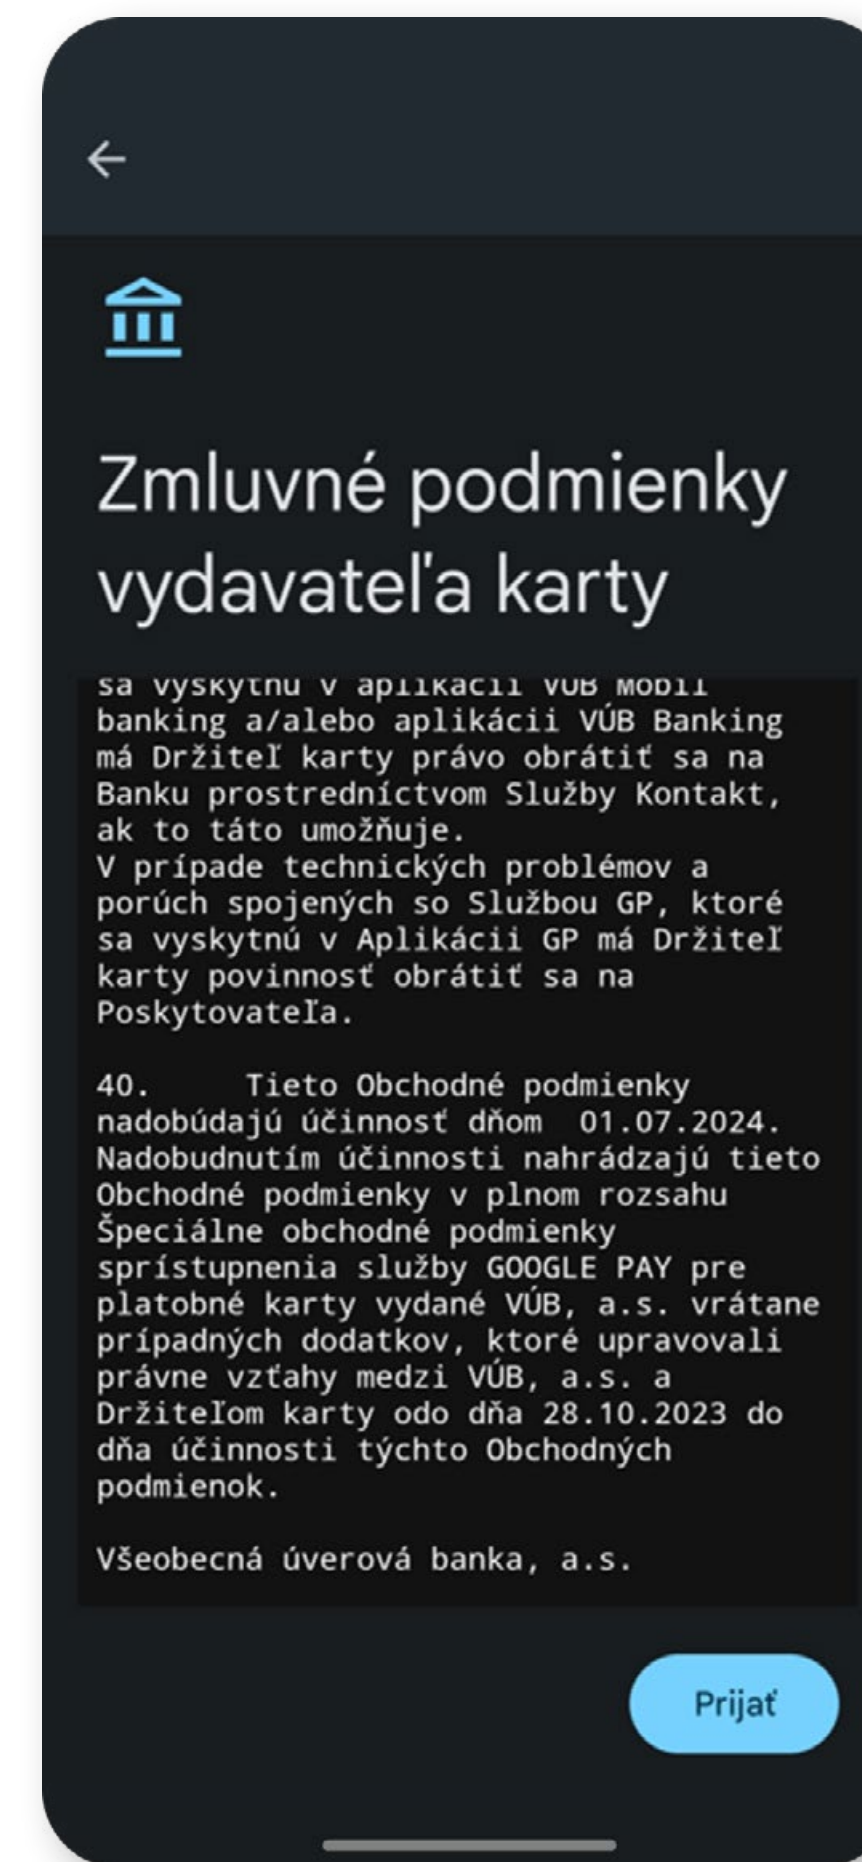 Zmluvné podmienky
vydavateľa karty
sa vyskytnú v aplikácii VÚB Mobil
banking a/alebo aplikácii VÚB Banking
má Držiteľ karty právo obrátiť sa na
Banku prostredníctvom Služby Kontakt,
ak to táto umožňuje.
V prípade technických problémov a
porúch spojených so Službou GP, ktoré
sa vyskytnú v Aplikácii GP má Držiteľ
karty povinnosť obrátiť sa na
Poskytovateľa.
40. Tieto Obchodné podmienky
nadobúdajú účinnosť dňom 01.07.2024.
Nadobudnutím účinnosti nahrádzajú tieto
Obchodné podmienky v plnom rozsahu
Špeciálne obchodné podmienky
sprístupnenia služby GOOGLE PAY pre
platobné karty vydané VÚB, a.s. vrátane
prípadných dodatkov, ktoré upravovali
právne vzťahy medzi VÚB, a.s. a
Držiteľom karty odo dňa 28.10.2023 do
dňa účinnosti týchto Obchodných
podmienok.
Všeobecná úverová banka, a.s.
Prijať